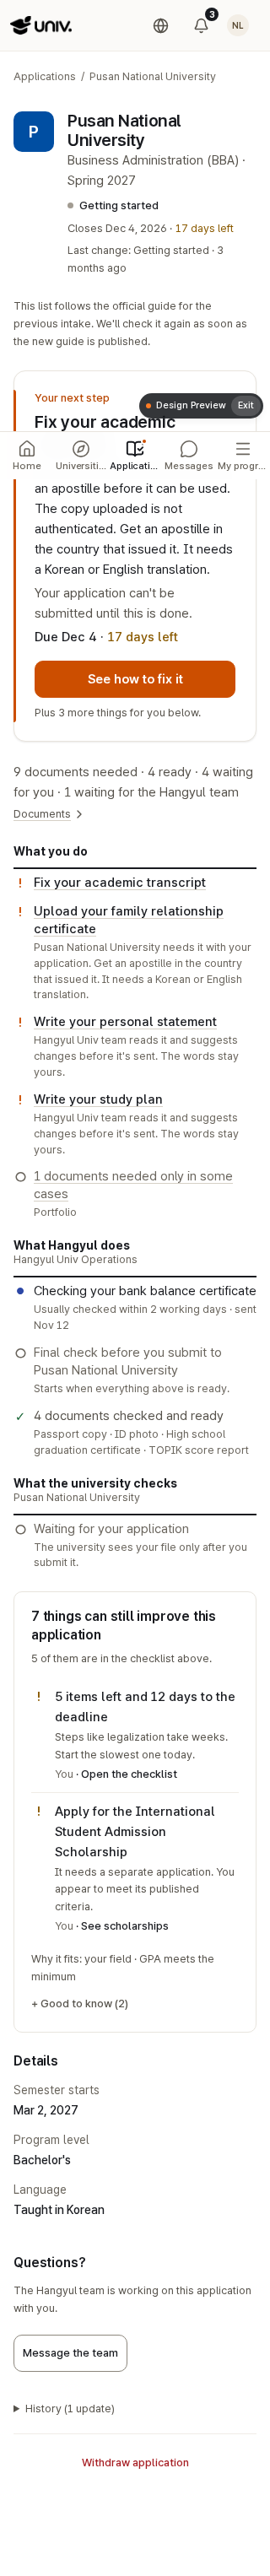 UNIV.
3
NL
Applications / Pusan National University
P
Pusan National
University
Business Administration (BBA) ·
Spring 2027
Getting started
Closes Dec 4, 2026 · 17 days left
Last change: Getting started · 3
months ago
This list follows the official guide for the
previous intake. We'll check it again as soon as
the new guide is published.
Your next step
Design Preview Exit
Fix your academic
Home Universiti... Applicati... Messages My progr...
an apostille before it can be used.
The copy uploaded is not
authenticated. Get an apostille in
the country that issued it. It needs
a Korean or English translation.
Your application can't be
submitted until this is done.
Due Dec 4 · 17 days left
See how to fix it
Plus 3 more things for you below.
9 documents needed · 4 ready · 4 waiting
for you · 1 waiting for the Hangyul team
Documents >
What you do
! Fix your academic transcript
! Upload your family relationship
certificate
Pusan National University needs it with your
application. Get an apostille in the country
that issued it. It needs a Korean or English
translation.
! Write your personal statement
Hangyul Univ team reads it and suggests
changes before it's sent. The words stay
yours.
! Write your study plan
Hangyul Univ team reads it and suggests
changes before it's sent. The words stay
yours.
1 documents needed only in some
cases
Portfolio
What Hangyul does
Hangyul Univ Operations
Checking your bank balance certificate
Usually checked within 2 working days · sent
Nov 12
Final check before you submit to
Pusan National University
Starts when everything above is ready.
✓ 4 documents checked and ready
Passport copy · ID photo · High school
graduation certificate · TOPIK score report
What the university checks
Pusan National University
Waiting for your application
The university sees your file only after you
submit it.
7 things can still improve this
application
5 of them are in the checklist above.
! 5 items left and 12 days to the
deadline
Steps like legalization take weeks.
Start the slowest one today.
You · Open the checklist
! Apply for the International
Student Admission
Scholarship
It needs a separate application. You
apply to meet its published
criteria.
You · See scholarships
Why it fits: your field · GPA meets the
minimum
+ Good to know (2)
Details
Semester starts
Mar 2, 2027
Program level
Bachelor's
Language
Taught in Korean
Questions?
The Hangyul team is working on this application
with you.
Message the team
▶ History (1 update)
Withdraw application